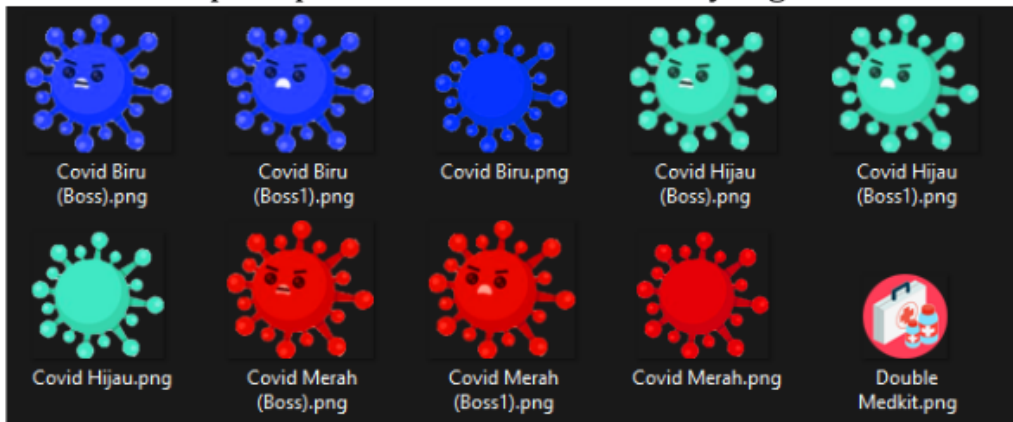 Covid Biru
(Boss).png
Covid Biru
(Boss1).png
Covid Biru.png
Covid Hijau
(Boss).png
Covid Hijau
(Boss1).png
Covid Hijau.png
Covid Merah
(Boss).png
Covid Merah
(Boss1).png
Covid Merah.png
Double
Medkit.png